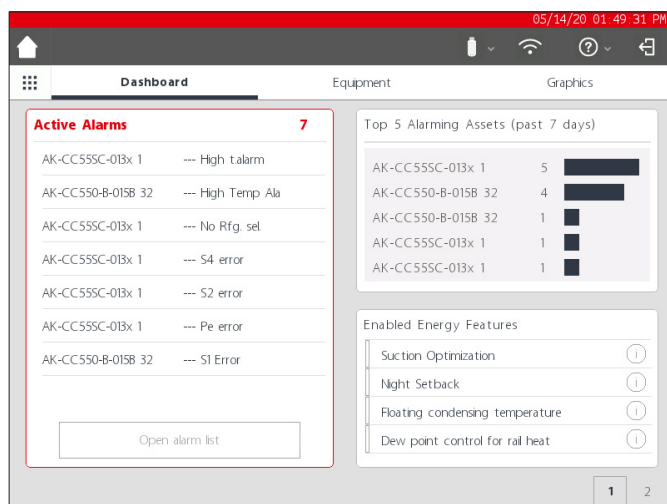 05/14/20 01:49:31 PM
Dashboard Equipment Graphics
Active Alarms 7
AK-CC55SC-013x 1 --- High t.alarm
AK-CC550-B-015B 32 --- High Temp Ala
AK-CC55SC-013x 1 --- No Rfg. sel.
AK-CC55SC-013x 1 --- S4 error
AK-CC55SC-013x 1 --- S2 error
AK-CC55SC-013x 1 --- Pe error
AK-CC550-B-015B 32 --- S1 Error
Open alarm list
Top 5 Alarming Assets (past 7 days)
AK-CC55SC-013x 1 5
AK-CC550-B-015B 32 4
AK-CC550-B-015B 32 1
AK-CC55SC-013x 1 1
AK-CC55SC-013x 1 1
Enabled Energy Features
Suction Optimization
Night Setback
Floating condensing temperature
Dew point control for rail heat
1 2